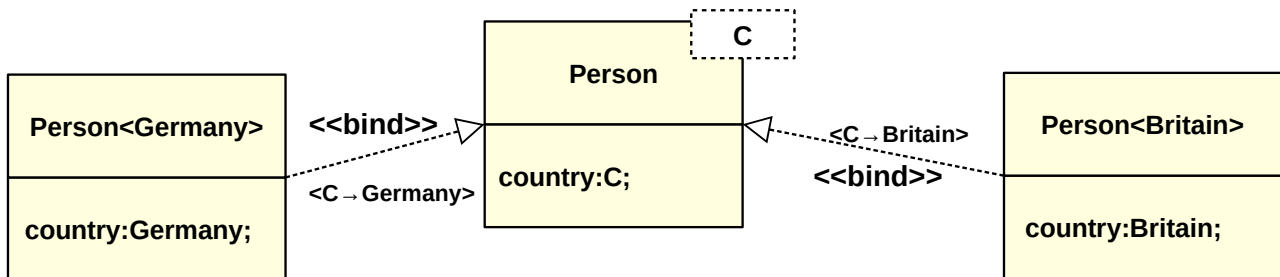 C
Person
country:C;
Person<Germany>
country:Germany;
<<bind>>
<C→Germany>
<C→Britain>
<<bind>>
Person<Britain>
country:Britain;